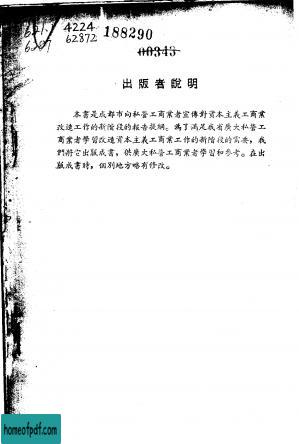 4224
62872
188290
00343
出版者說明
本書是成都市向私營工商業者宣傳對資本主義工商業
改造工作的新階段的報告提綱。爲了滿足我省廣大私營工
商業者學習改造資本主義工商業工作的新階段的需要,我
們將它出版成書,供廣大私營工商業者學習和參考。在出
版成書時,個別地方略有修改。
homeofpdf.com